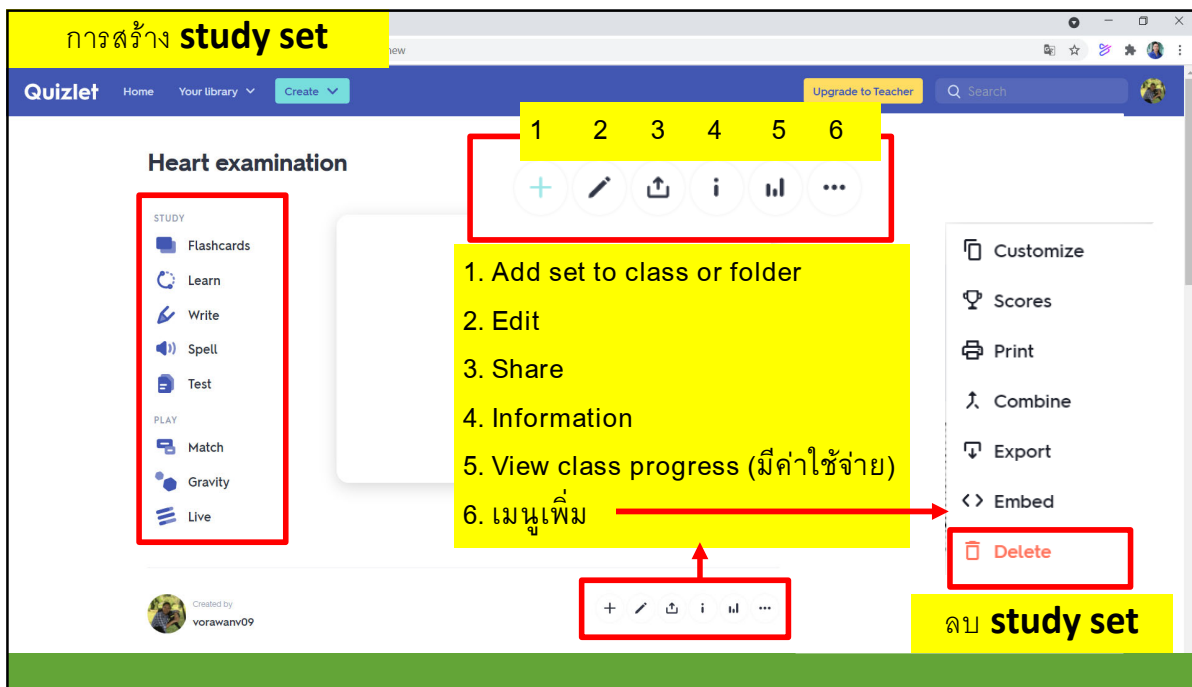 การสร้าง study set
new
Quizlet Home Your library Create Upgrade to Teacher Search
Heart examination
1 2 3 4 5 6
STUDY
Flashcards
Learn
Write
Spell
Test
PLAY
Match
Gravity
Live
1. Add set to class or folder
2. Edit
3. Share
4. Information
5. View class progress (มีค่าใช้จ่าย)
6. เมนูเพิ่ม
Customize
Scores
Print
Combine
Export
Embed
Delete
Created by
vorawanv09
ลบ study set